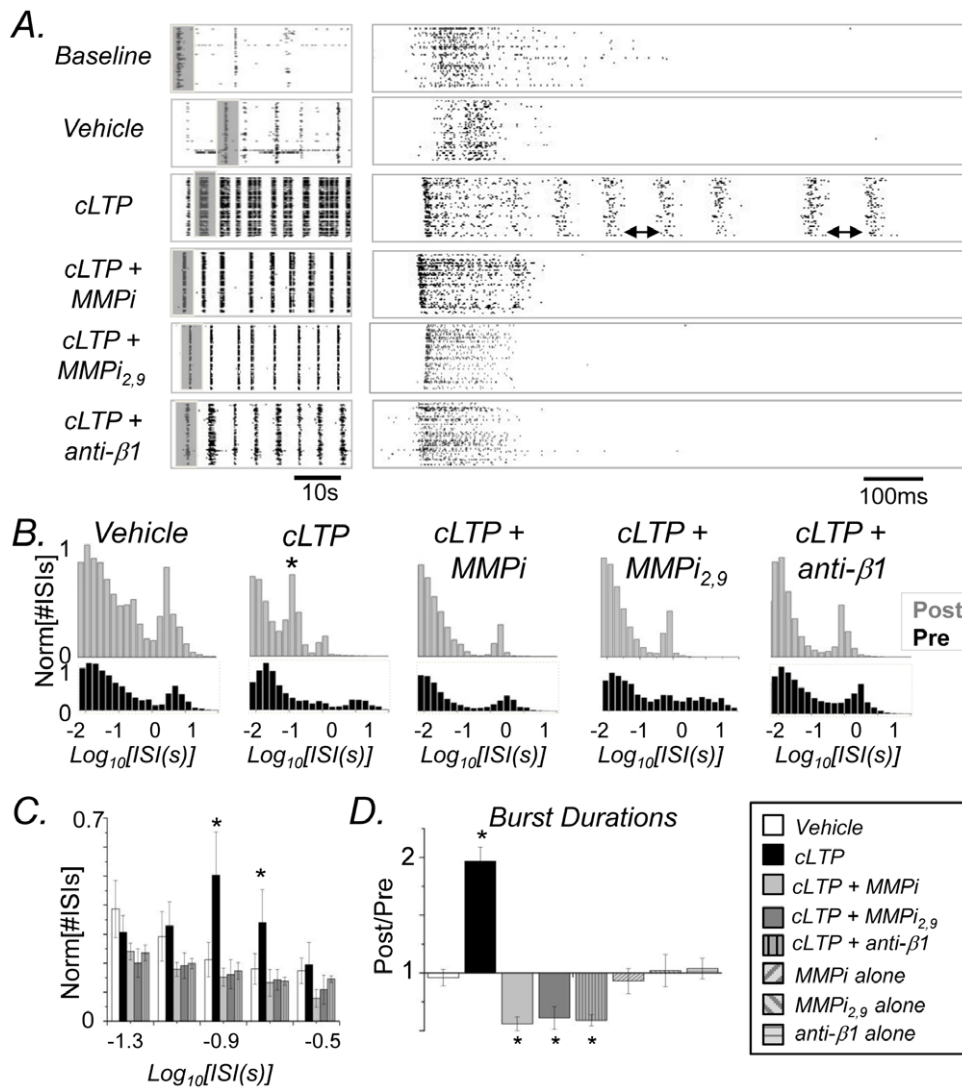 A.
Baseline
Vehicle
cLTP
cLTP +
MMPi
cLTP +
MMPi2,9
cLTP +
anti-β1
10s
100ms
B.
Vehicle
cLTP
cLTP +
MMPi
cLTP +
MMPi2,9
cLTP +
anti-β1
Norm[#ISIs]
1
0
1
0
*
Post
Pre
-2 -1 0 1
-2 -1 0 1
-2 -1 0 1
-2 -1 0 1
-2 -1 0 1
Log10[ISI(s)]
Log10[ISI(s)]
Log10[ISI(s)]
Log10[ISI(s)]
Log10[ISI(s)]
C.
0.7
0
Norm[#ISIs]
*
*
-1.3 -0.9 -0.5
Log10[ISI(s)]
D.
Burst Durations
Post/Pre
2
1
*
* * *
Vehicle
cLTP
cLTP + MMPi
cLTP + MMPi2,9
cLTP + anti-β1
MMPi alone
MMPi2,9 alone
anti-β1 alone